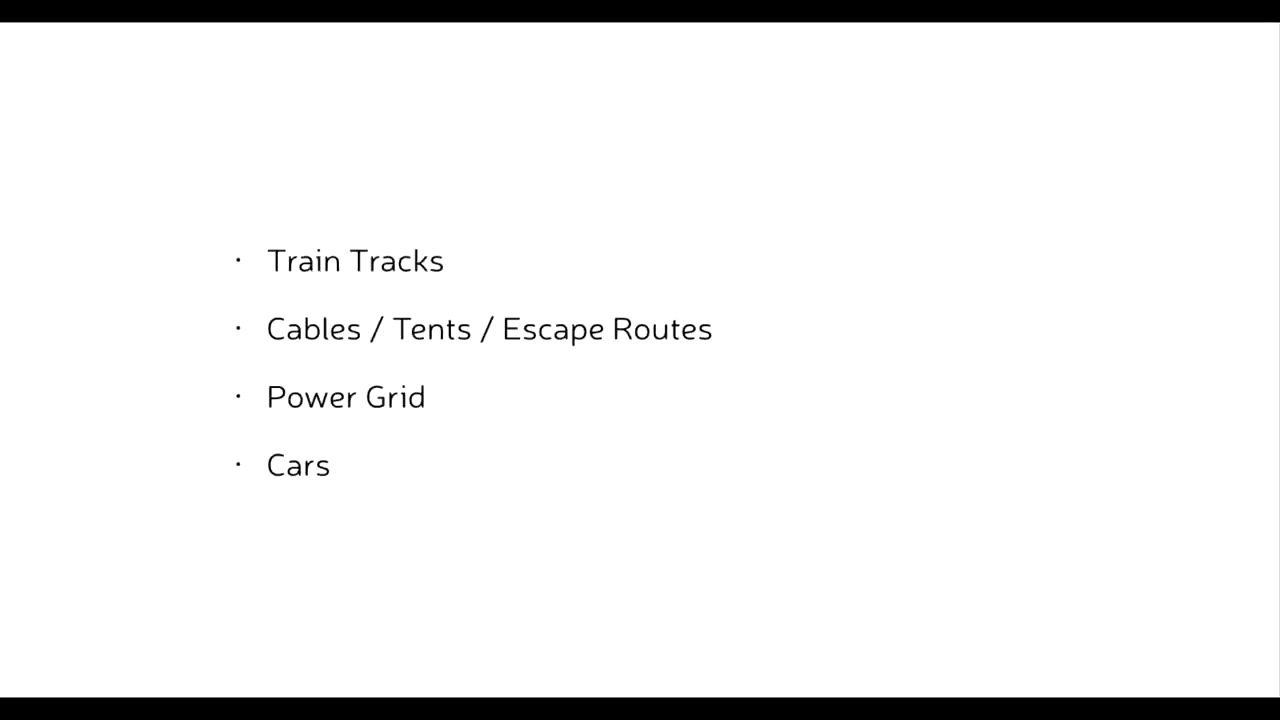 · Train Tracks
· Cables / Tents / Escape Routes
· Power Grid
· Cars